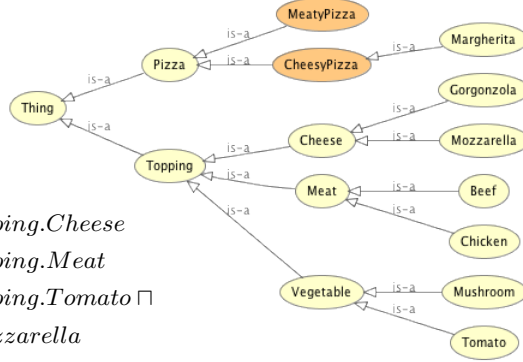 MeatyPizza
is-a
Margherita
Pizza
is-a
CheesyPizza
is-a
is-a
Gorgonzola
Thing
is-a
is-a
Cheese
is-a
Mozzarella
is-a
Topping
is-a
Meat
is-a
Beef
is-a
is-a
Chicken
ping.Cheese
ping.Meat
ping.Tomato ⊓
zzarella
Vegetable
is-a
Mushroom
is-a
Tomato